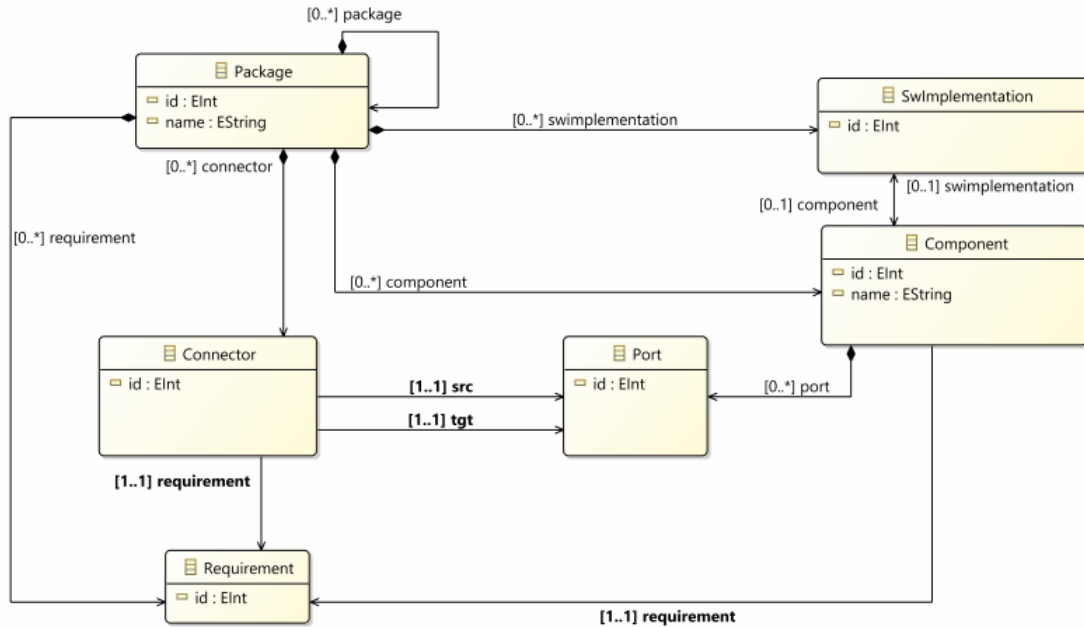 [0..*] package
Package
id : EInt
name : EString
[0..*] swimplementation
SwImplementation
id : EInt
[0..*] connector
[0..1] swimplementation
[0..1] component
[0..*] requirement
Component
id : EInt
name : EString
[0..*] component
Connector
id : EInt
Port
id : EInt
[1..1] src
[0..*] port
[1..1] tgt
[1..1] requirement
Requirement
id : EInt
[1..1] requirement